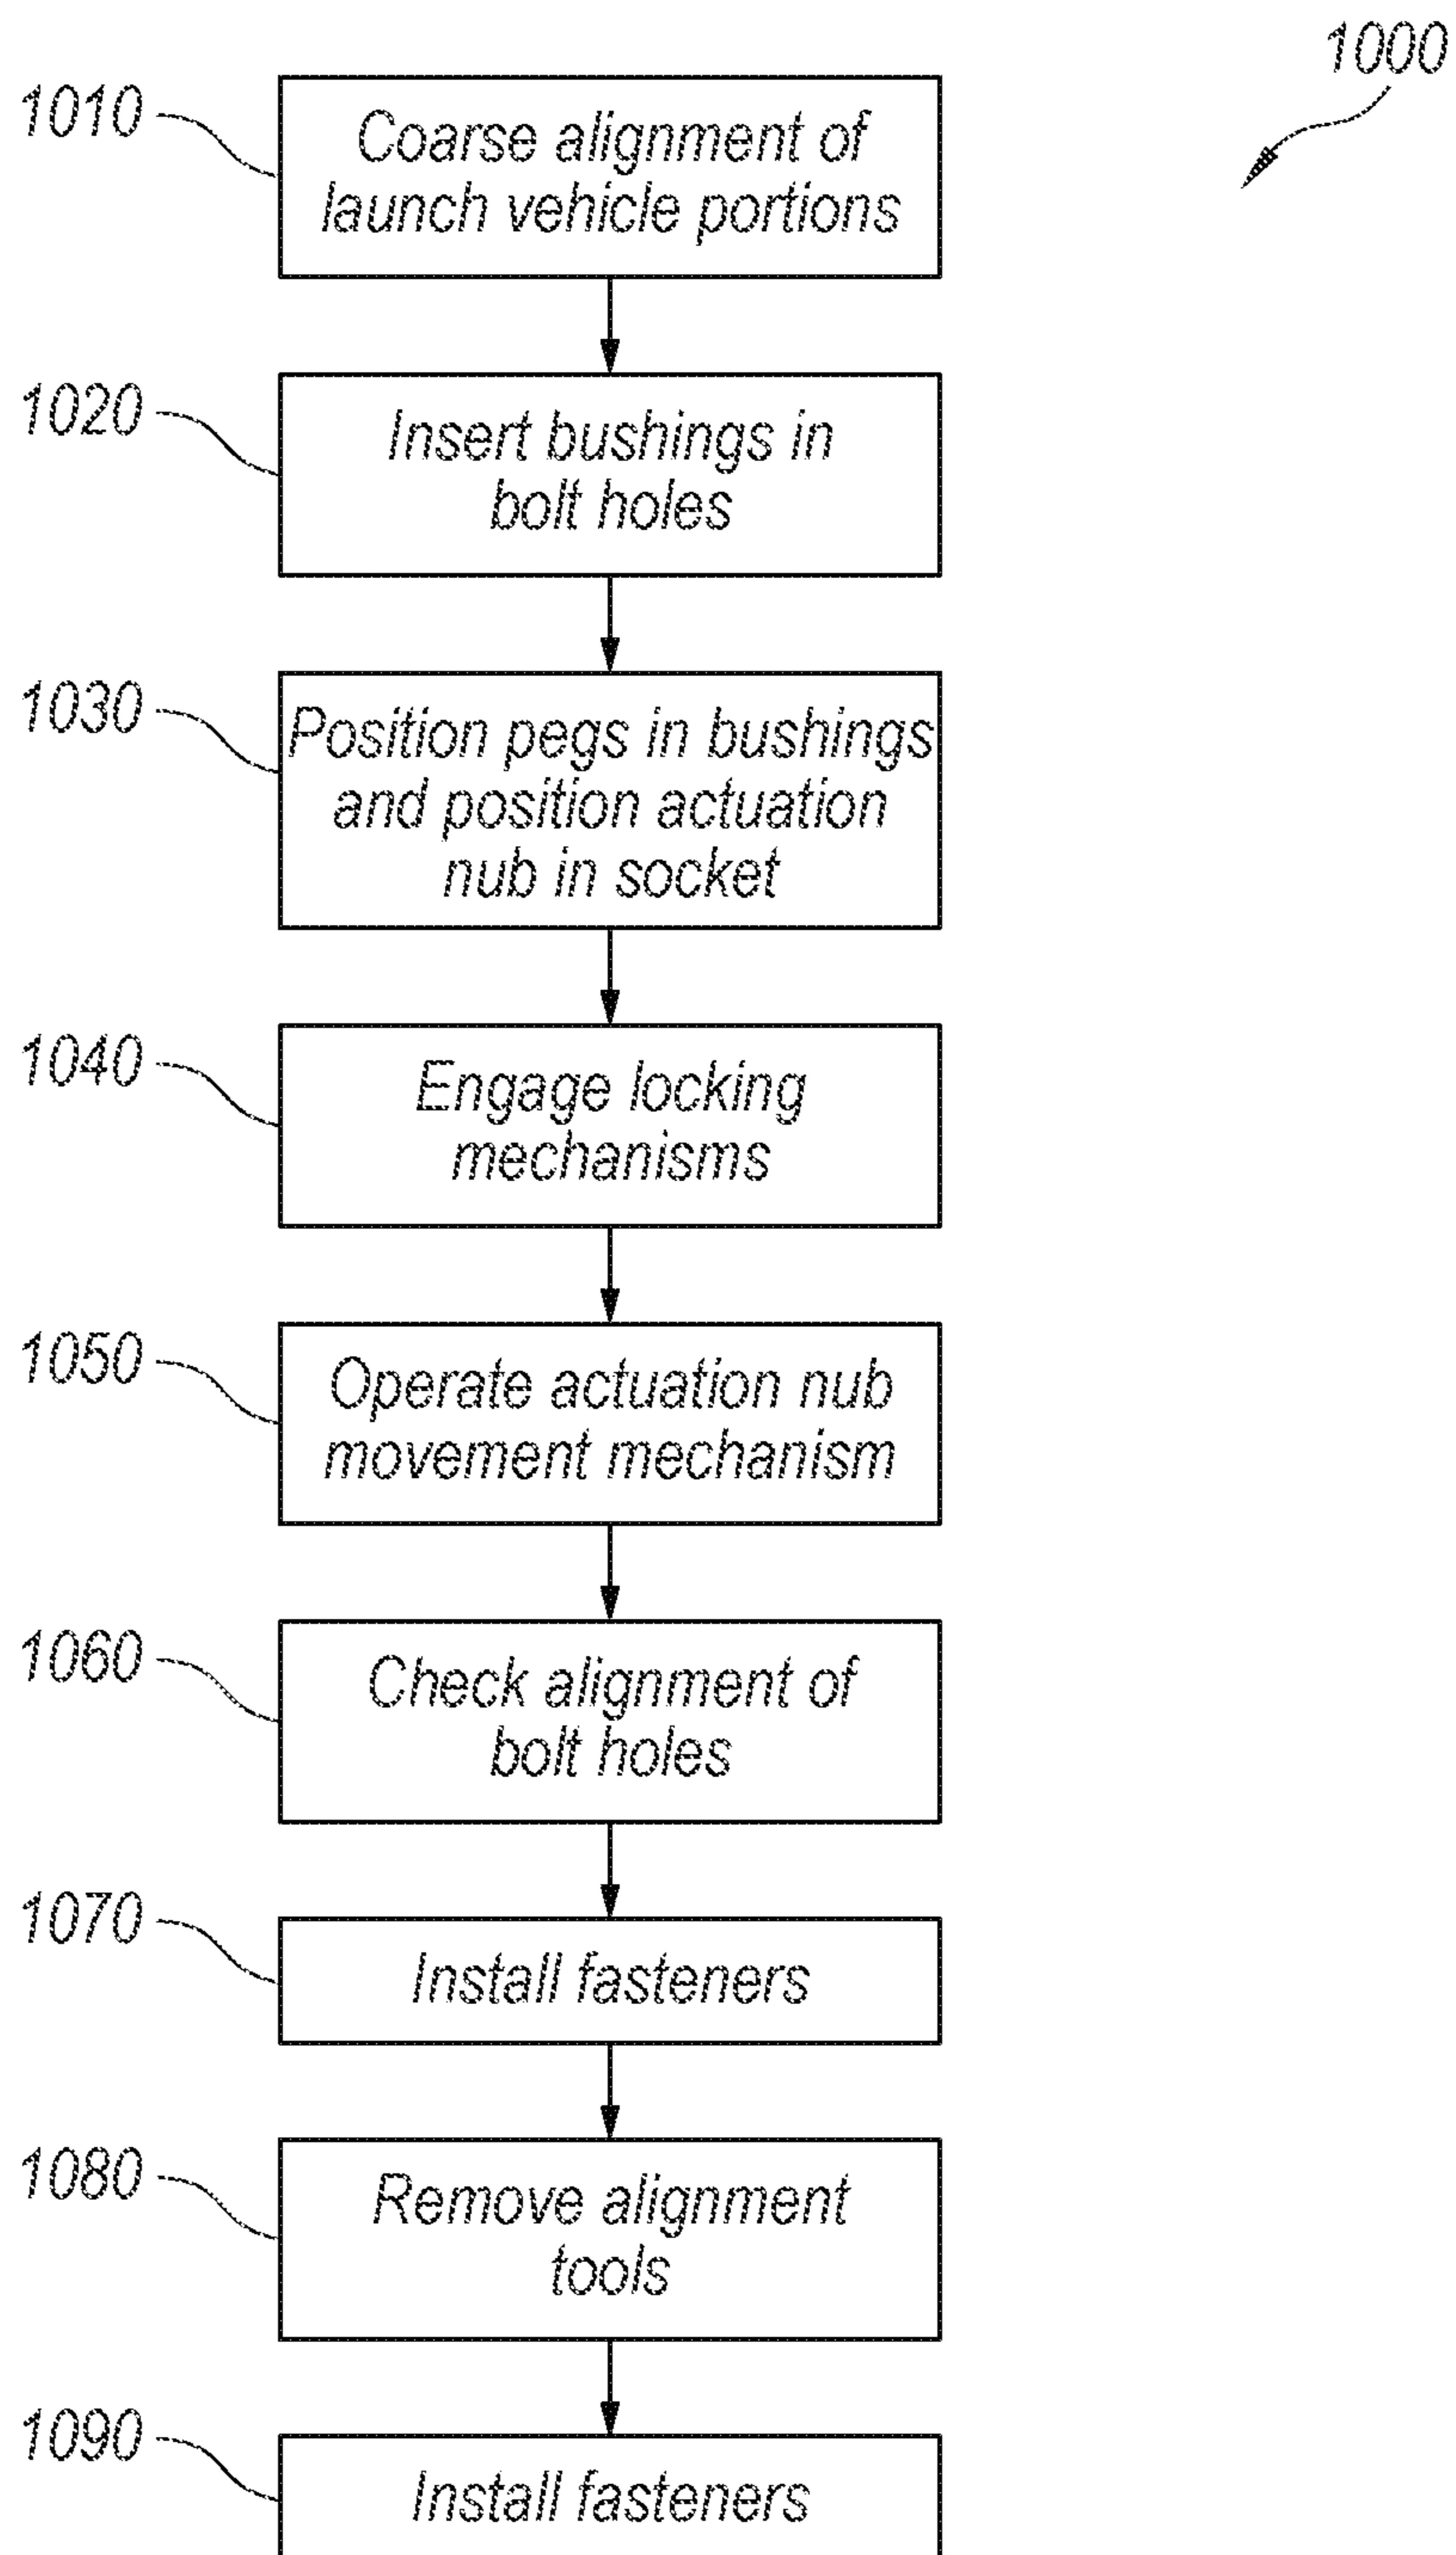 1000
1010
Coarse alignment of
launch vehicle portions
1020
Insert bushings in
bolt holes
1030
Position pegs in bushings
and position actuation
nub in socket
1040
Engage locking
mechanisms
1050
Operate actuation nub
movement mechanism
1060
Check alignment of
bolt holes
1070
Install fasteners
1080
Remove alignment
tools
1090
Install fasteners